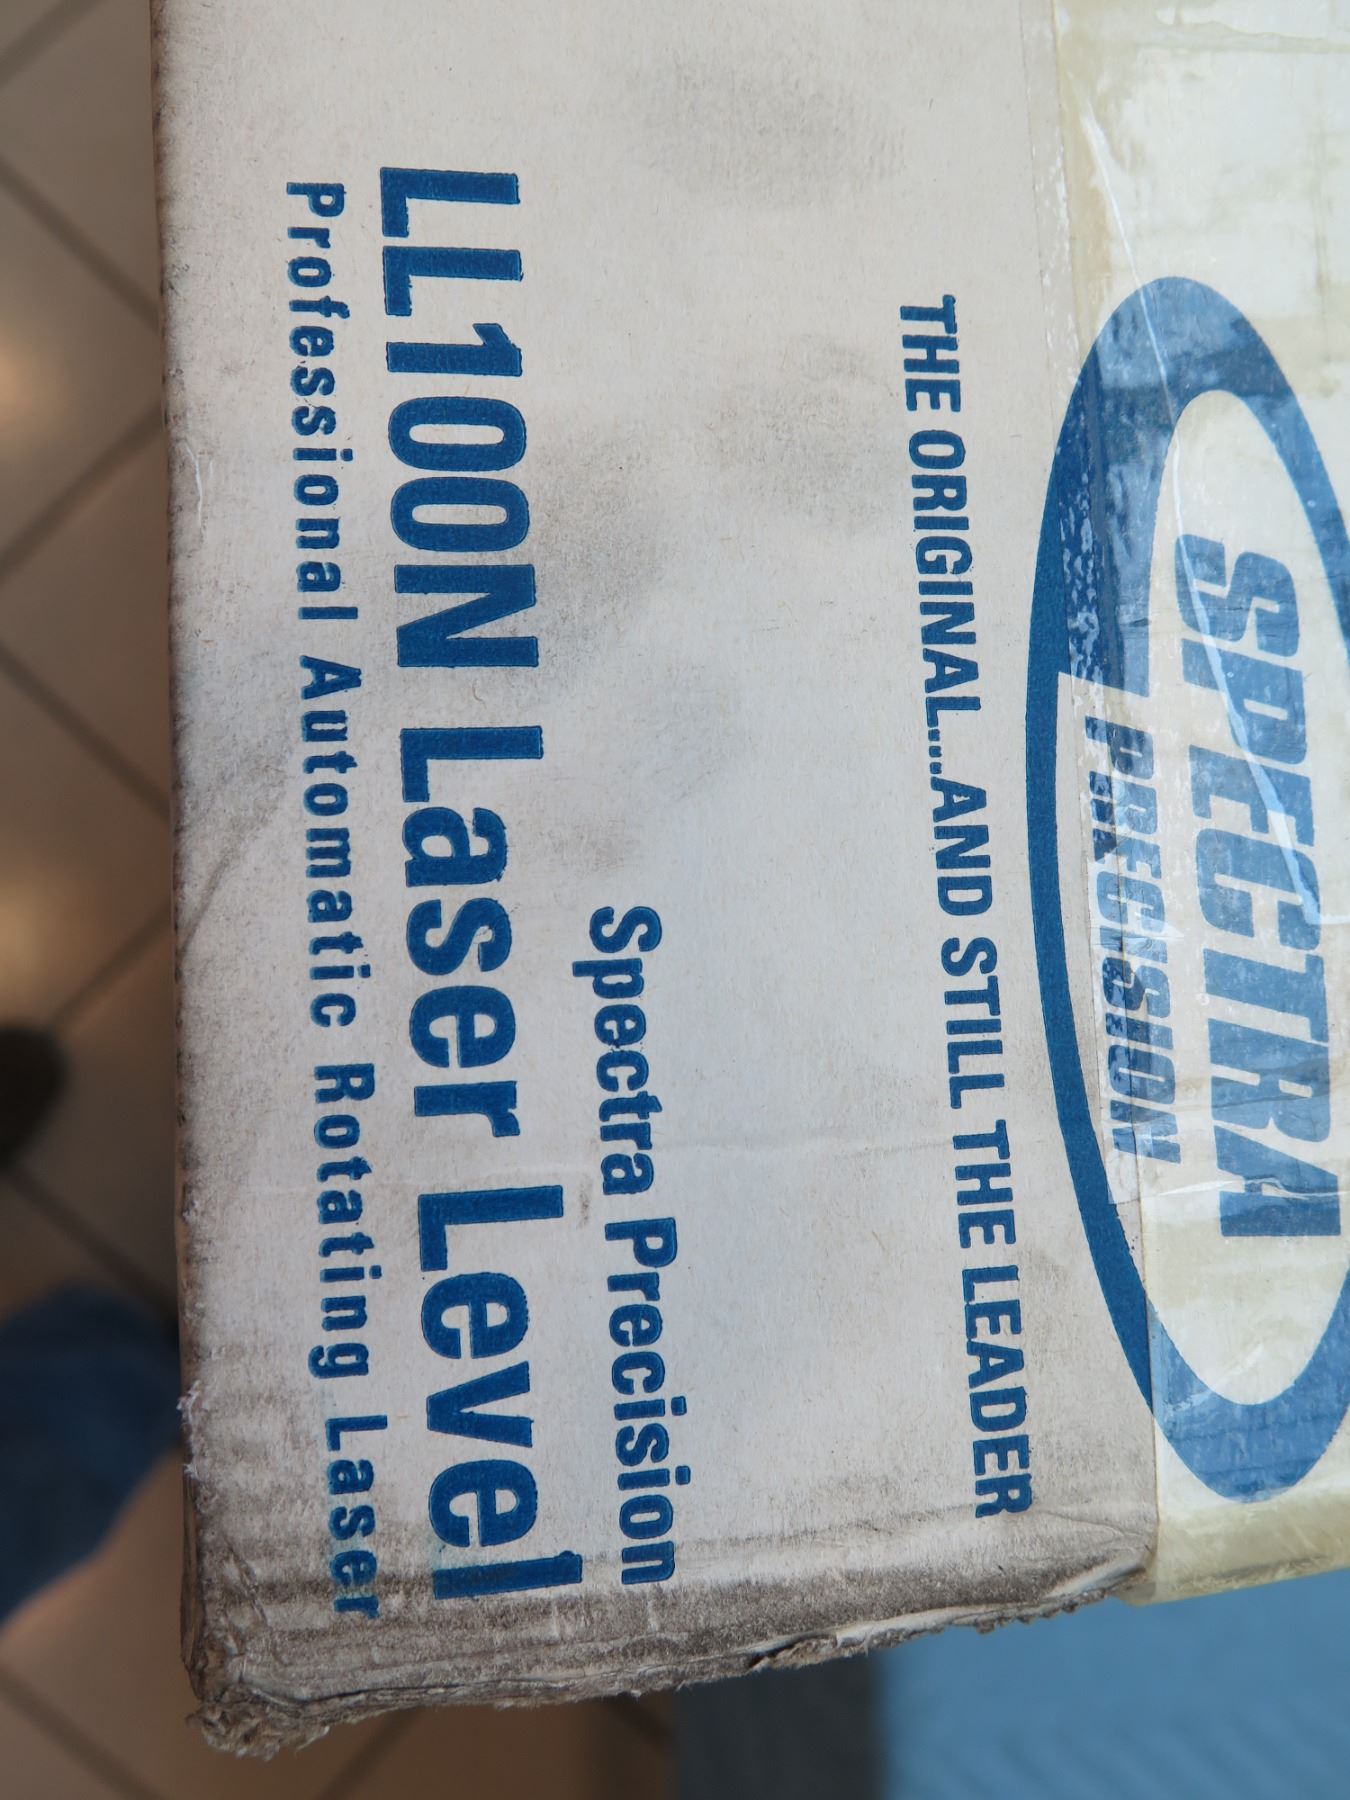 SPECTRA
PRECISION
THE ORIGINAL...AND STILL THE LEADER
Spectra Precision
LL100N Laser Level
Professional Automatic Rotating Laser